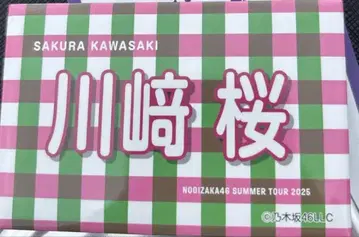 SAKURA KAWASAKI
川﨑 桜
NOGIZAKA46 SUMMER TOUR 2025
©乃木坂46LLC